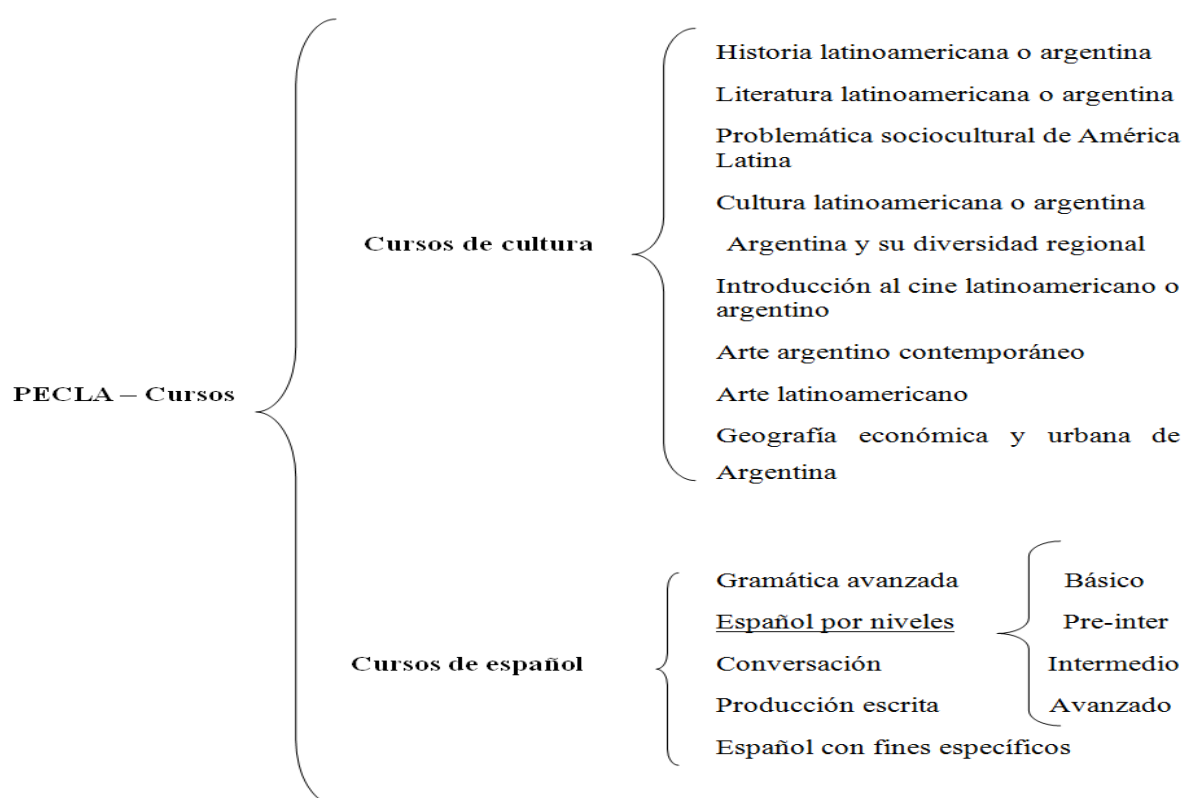 Historia latinoamericana o argentina
Literatura latinoamericana o argentina
Problemática sociocultural de América
Latina
Cultura latinoamericana o argentina
Cursos de cultura
Argentina y su diversidad regional
Introducción al cine latinoamericano o
argentino
Arte argentino contemporáneo
PECLA – Cursos
Arte latinoamericano
Geografía económica y urbana de
Argentina
Gramática avanzada
Español por niveles
Cursos de español
Conversación
Producción escrita
Español con fines específicos
Básico
Pre-inter
Intermedio
Avanzado